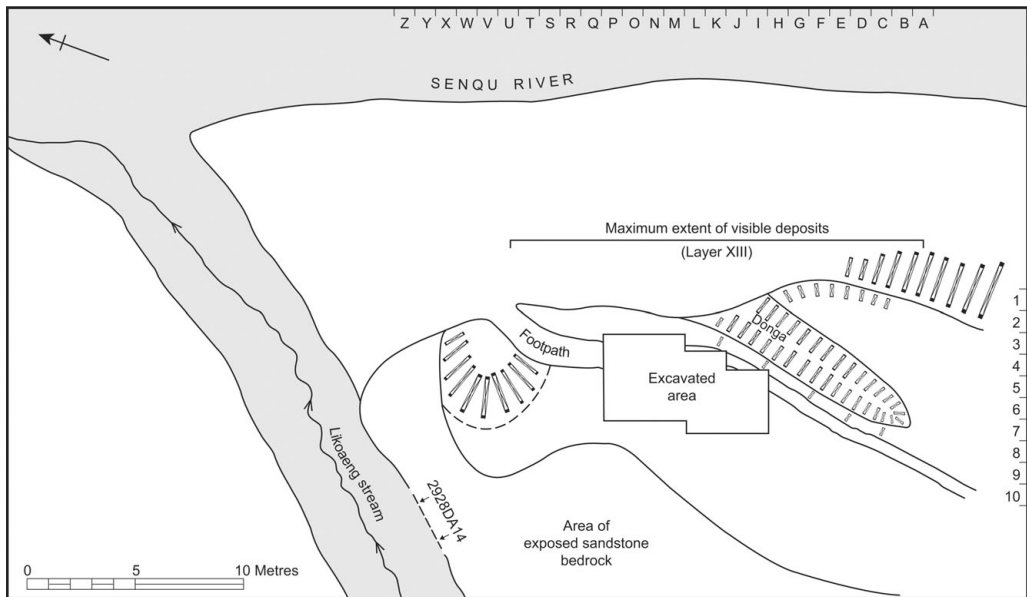 Z Y X W V U T S R Q P O N M L K J I H G F E D C B A
SENQU RIVER
Maximum extent of visible deposits
(Layer XIII)
1
2
3
4
5
6
7
8
9
10
Donga
Footpath
Excavated
area
Likoaeng stream
2928DA14
Area of
exposed sandstone
bedrock
0 5 10 Metres